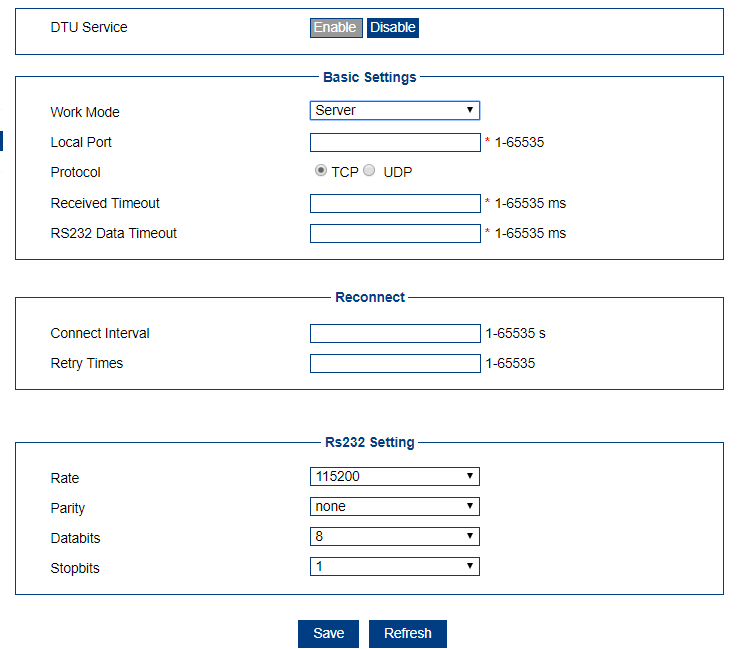 DTU Service Enable Disable
Basic Settings
Work Mode Server
Local Port * 1-65535
Protocol TCP UDP
Received Timeout * 1-65535 ms
RS232 Data Timeout * 1-65535 ms
Reconnect
Connect Interval 1-65535 s
Retry Times 1-65535
Rs232 Setting
Rate 115200
Parity none
Databits 8
Stopbits 1
Save Refresh